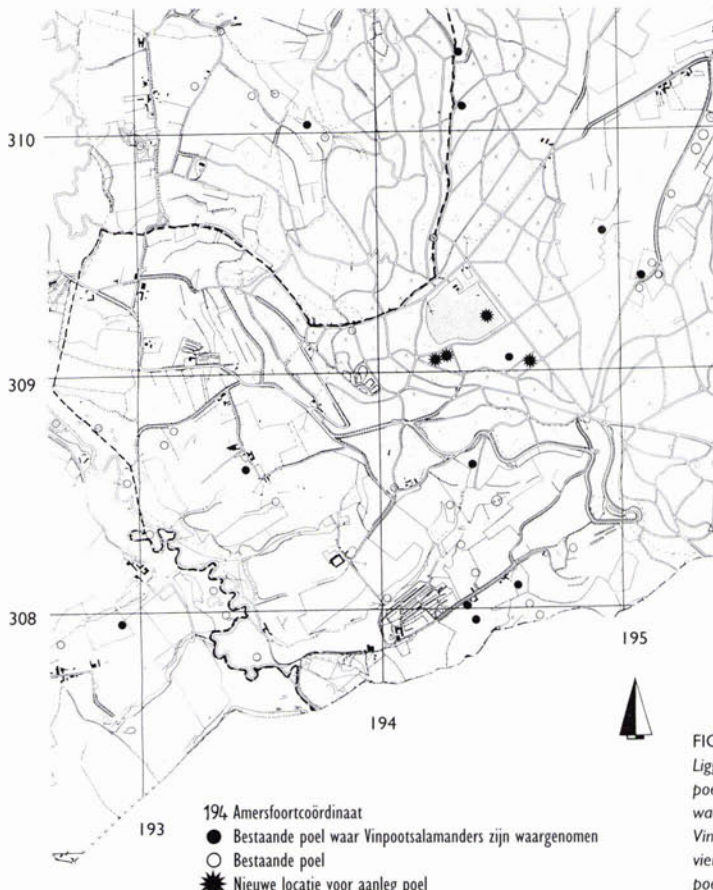 310
309
308
195
194
193
194 Amersfoortcoördinaat
Bestaande poel waar Vinpootsalamanders zijn waargenomen
Bestaande poel
Nieuwe locatie voor aanleg poel
FIG
Ligg
poe
wa
Vin
vier
poe